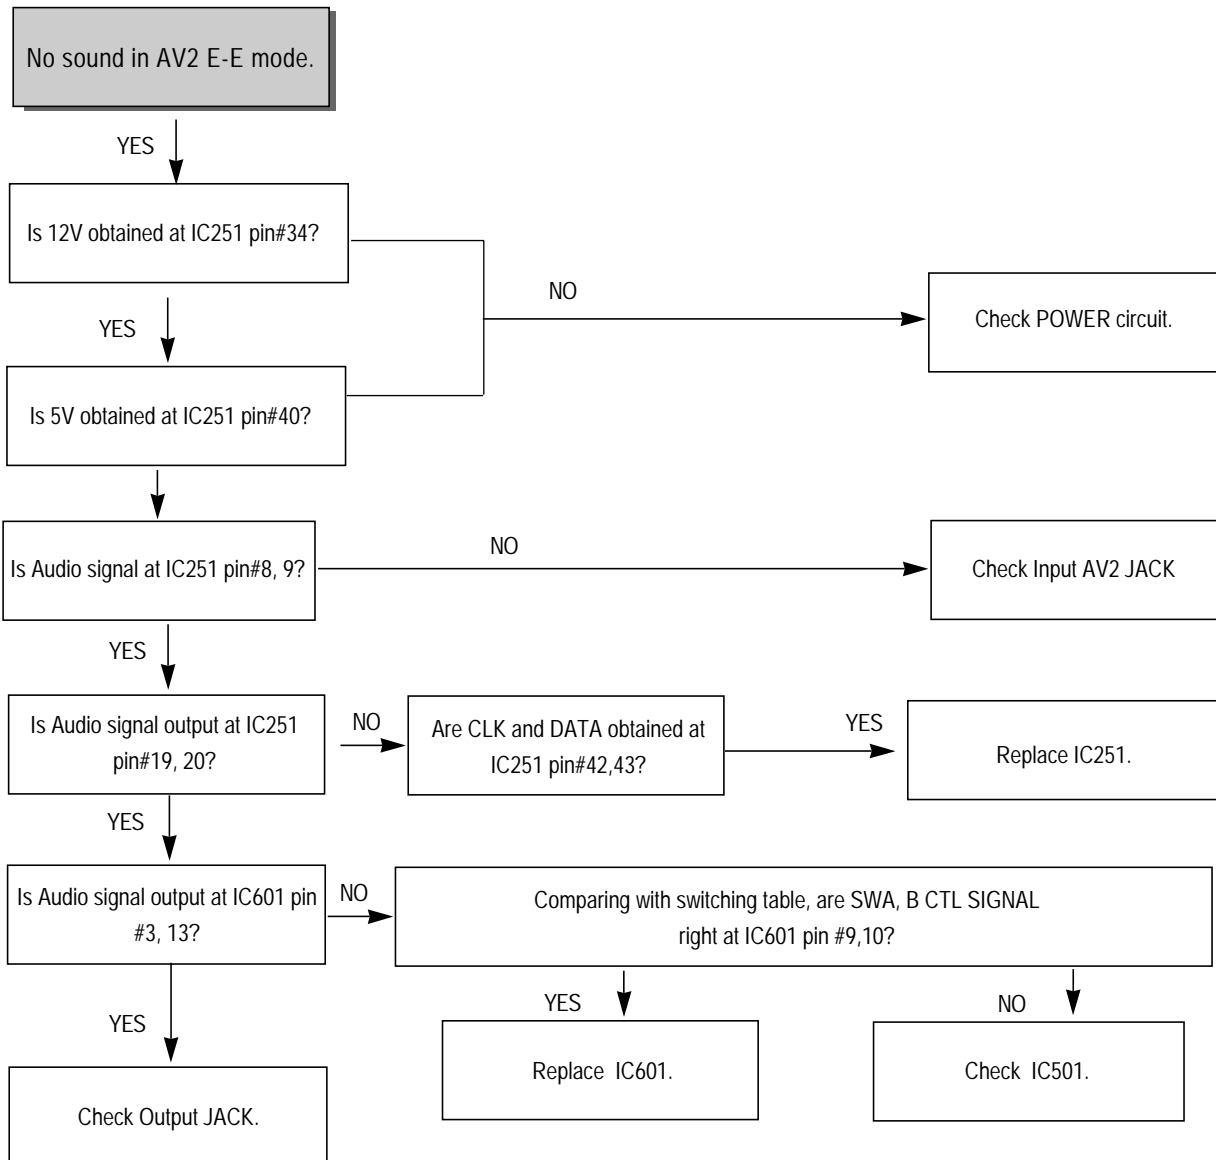 No sound in AV2 E-E mode.
YES
Is 12V obtained at IC251 pin#34?
NO
Check POWER circuit.
YES
Is 5V obtained at IC251 pin#40?
Is Audio signal at IC251 pin#8, 9?
NO
Check Input AV2 JACK
YES
Is Audio signal output at IC251
pin#19, 20?
NO
Are CLK and DATA obtained at
IC251 pin#42,43?
YES
Replace IC251.
YES
Is Audio signal output at IC601 pin
#3, 13?
NO
Comparing with switching table, are SWA, B CTL SIGNAL
right at IC601 pin #9,10?
YES
NO
Replace IC601.
Check IC501.
YES
Check Output JACK.